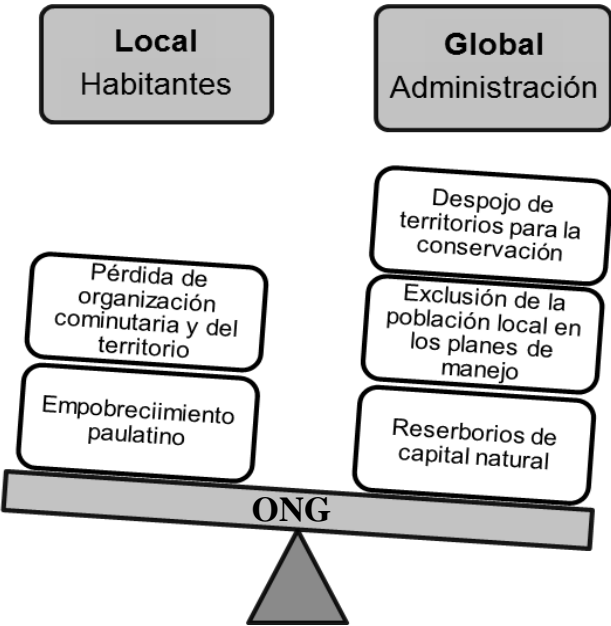 Local
Habitantes
Global
Administración
Pérdida de
organización
cominutaria y del
territorio
Empobreciimiento
paulatino
Despojo de
territorios para la
conservación
Exclusión de la
población local en
los planes de
manejo
Reserborios de
capital natural
ONG